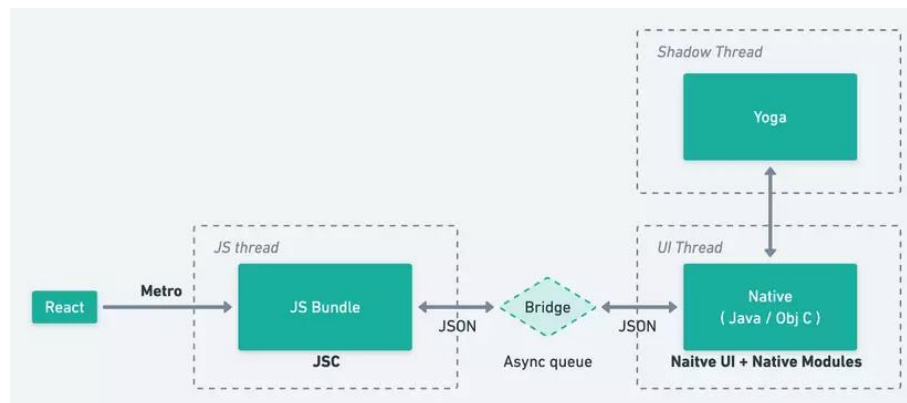 Shadow Thread
Yoga
JS thread
UI Thread
React
Metro
JS Bundle
JSON
Bridge
JSON
Native
( Java / Obj C )
JSC
Async queue
Naitve UI + Native Modules